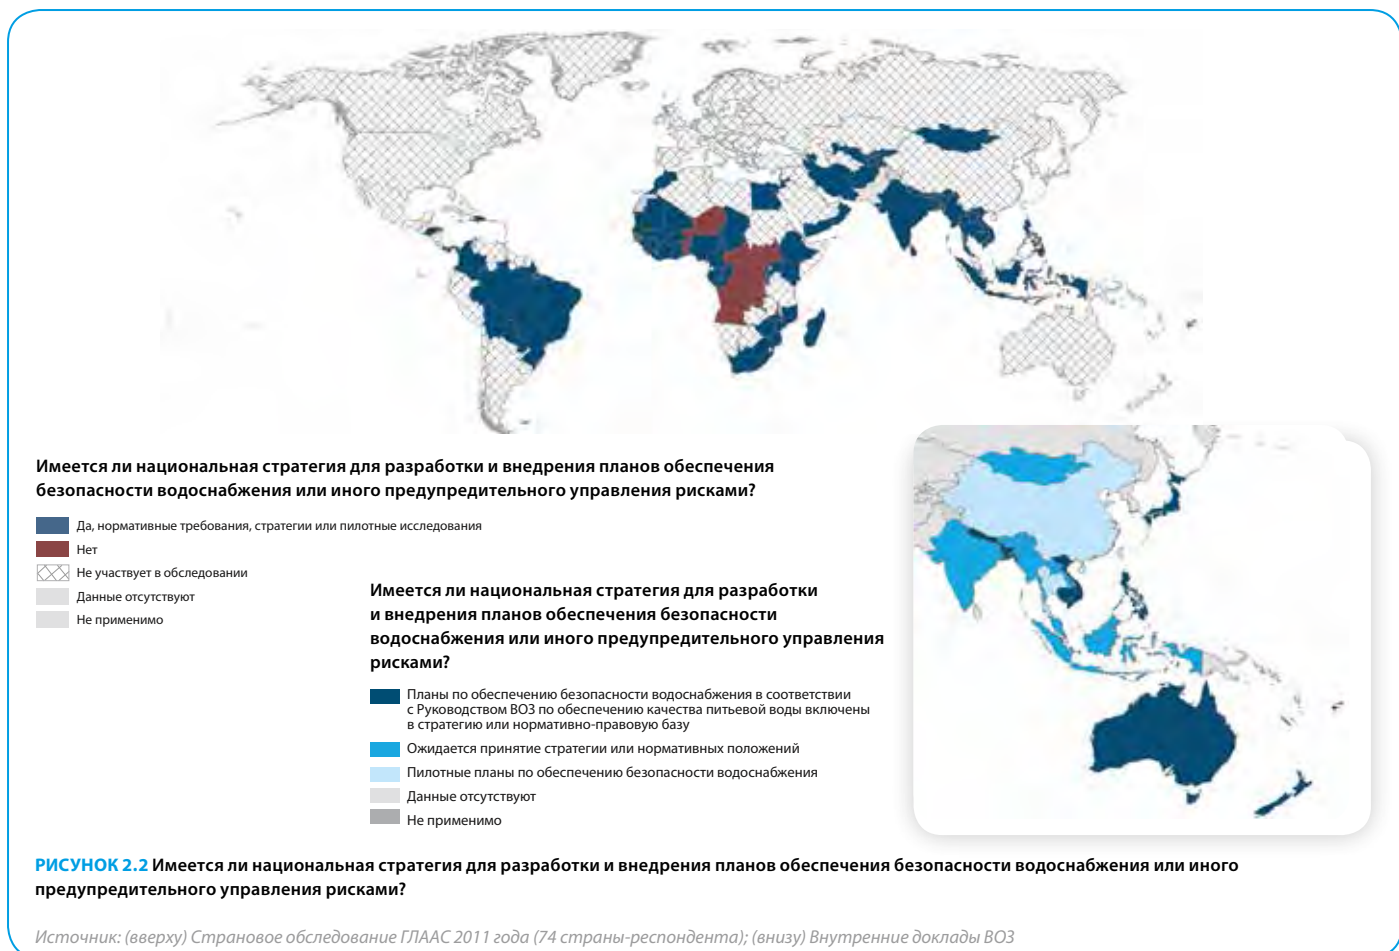 Имеется ли национальная стратегия для разработки и внедрения планов обеспечения
безопасности водоснабжения или иного предупредительного управления рисками?
Да, нормативные требования, стратегии или пилотные исследования
Нет
Не участвует в обследовании
Данные отсутствуют
Не применимо
Имеется ли национальная стратегия для разработки
и внедрения планов обеспечения безопасности
водоснабжения или иного предупредительного управления
рисками?
Планы по обеспечению безопасности водоснабжения в соответствии
с Руководством ВОЗ по обеспечению качества питьевой воды включены
в стратегию или нормативно-правовую базу
Ожидается принятие стратегии или нормативных положений
Пилотные планы по обеспечению безопасности водоснабжения
Данные отсутствуют
Не применимо
РИСУНОК 2.2 Имеется ли национальная стратегия для разработки и внедрения планов обеспечения безопасности водоснабжения или иного
предупредительного управления рисками?
Источник: (вверху) Страновое обследование ГЛААС 2011 года (74 страны-респондента); (внизу) Внутренние доклады ВОЗ